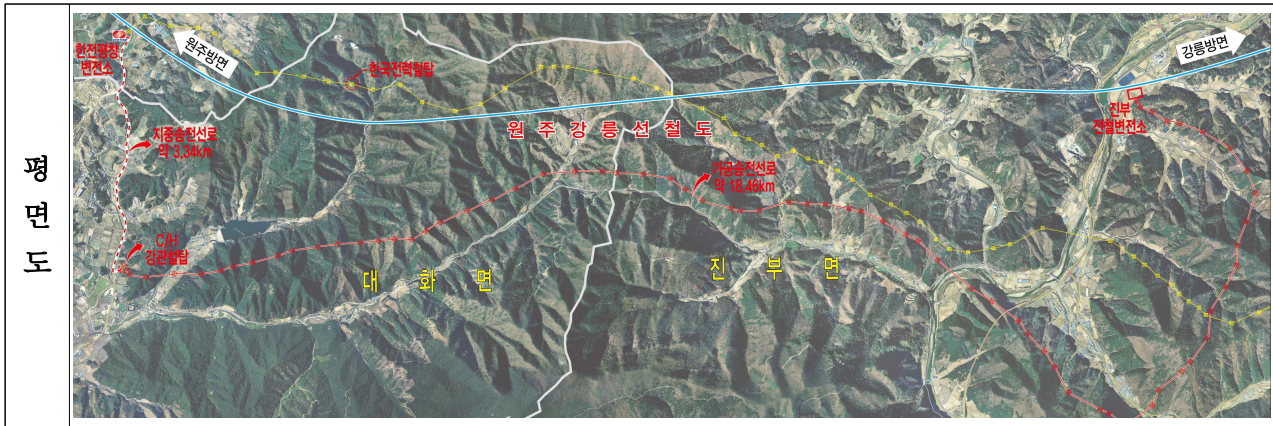 평
면
도
한전평창
변전소
원주방면
한국전력철탑
강릉방면
진부
전철변전소
원 주 강 릉 선 철 도
지중송전선로
약 3.34km
가공송전선로
약 18.46km
C/H
강관철탑
대 화 면
진 부 면